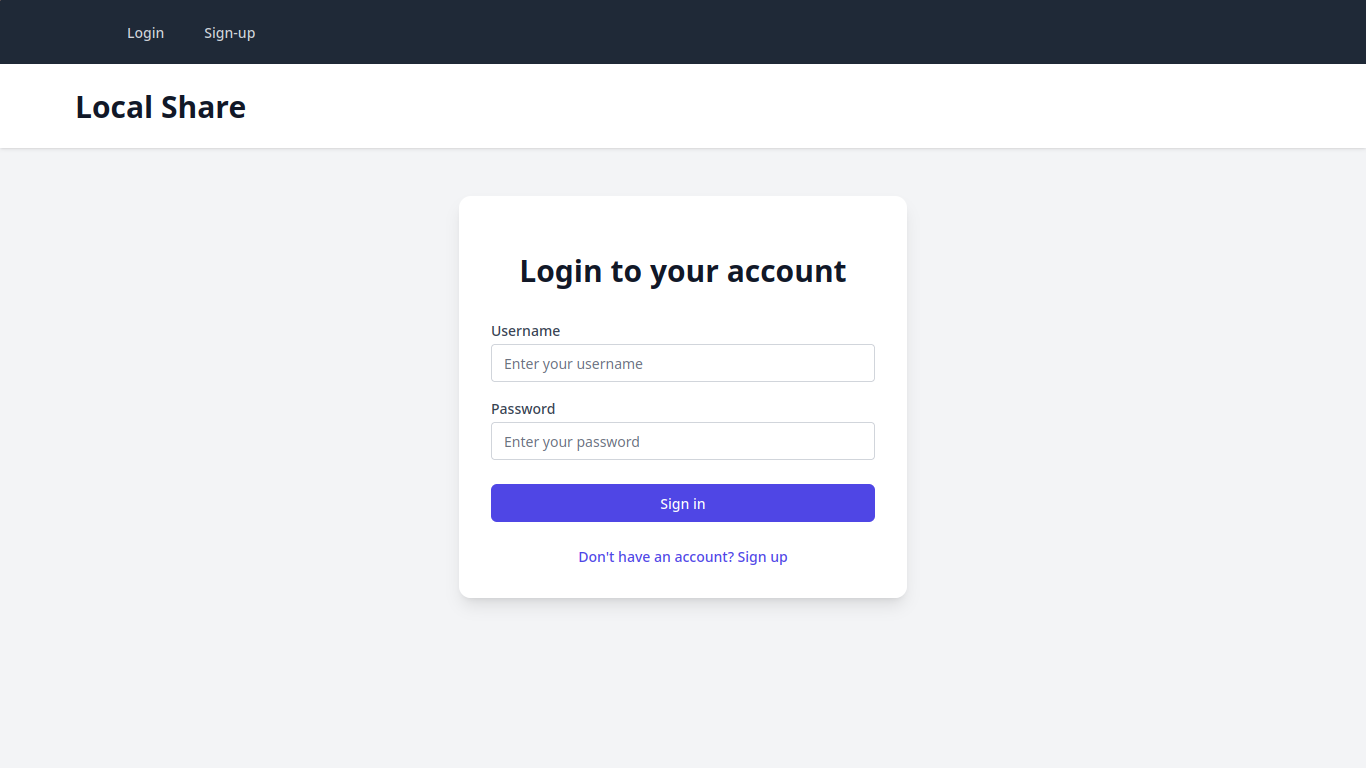 Login Sign-up
Local Share
Login to your account
Username
Enter your username
Password
Enter your password
Sign in
Don't have an account? Sign up